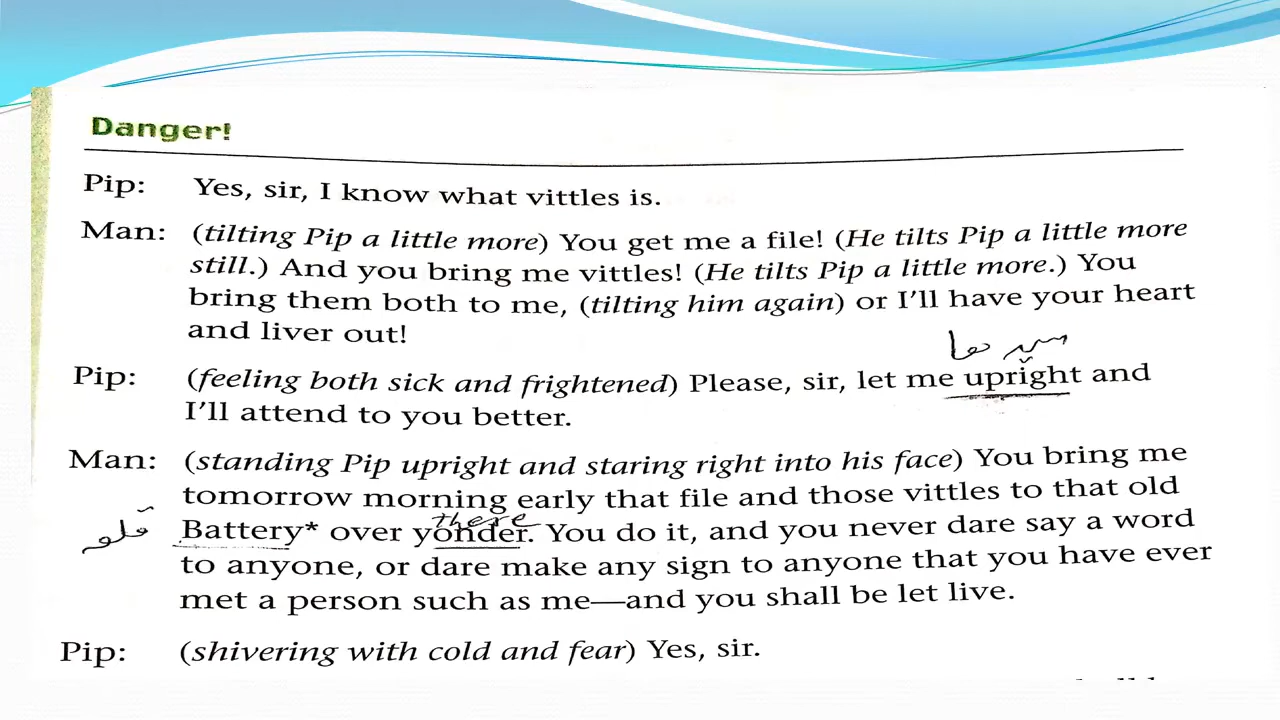 Danger!
Pip: Yes, sir, I know what vittles is.
Man: (tilting Pip a little more) You get me a file! (He tilts Pip a little more
still.) And you bring me vittles! (He tilts Pip a little more.) You
bring them both to me, (tilting him again) or I'll have your heart
and liver out!
Pip: (feeling both sick and frightened) Please, sir, let me upright and
I'll attend to you better.
Man: (standing Pip upright and staring right into his face) You bring me
tomorrow morning early that file and those vittles to that old
there
Battery* over yonder. You do it, and you never dare say a word
to anyone, or dare make any sign to anyone that you have ever
met a person such as me—and you shall be let live.
Pip: (shivering with cold and fear) Yes, sir.